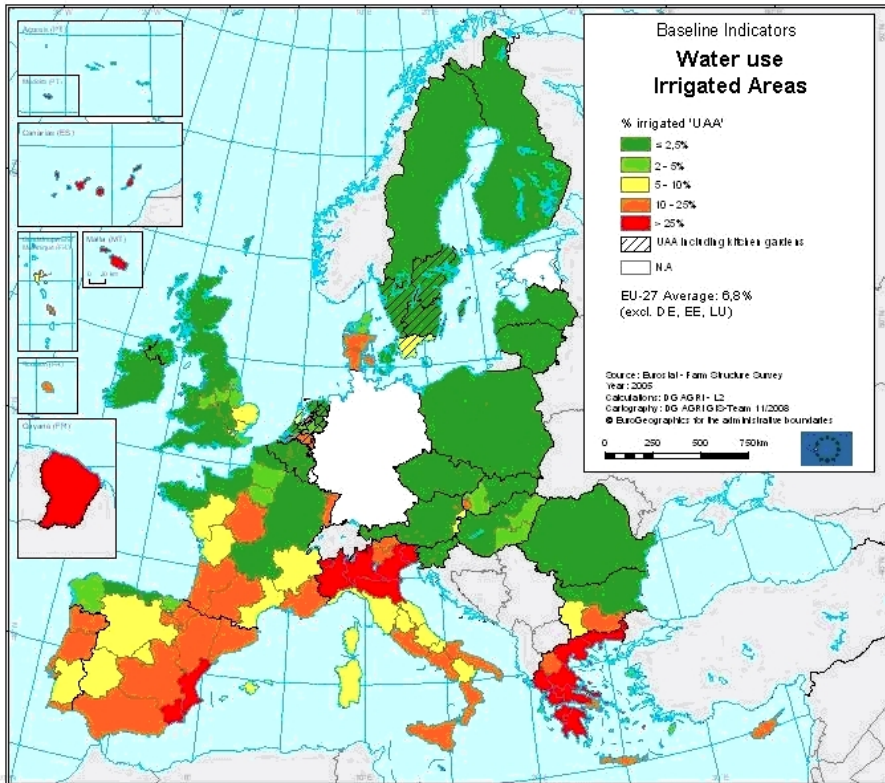 Baseline Indicators
Water use
Irrigated Areas
% irrigated 'UAA'
≤ 2,5%
2 - 5%
5 - 10%
10 - 25%
> 25%
UAA Including kitchen gardens
N.A
EU-27 Average: 6,8%
(excl. DE, EE, LU)
Source: Eurostat - Farm Structure Survey
Year: 2005
Calculations: DG AGRI - L2
Cartography: DG AGRI GIS-Team 11/2008
© EuroGeographics for the administrative boundaries
0 250 500 750km
Canarias (ES)
Malta (MT)
0 20 km